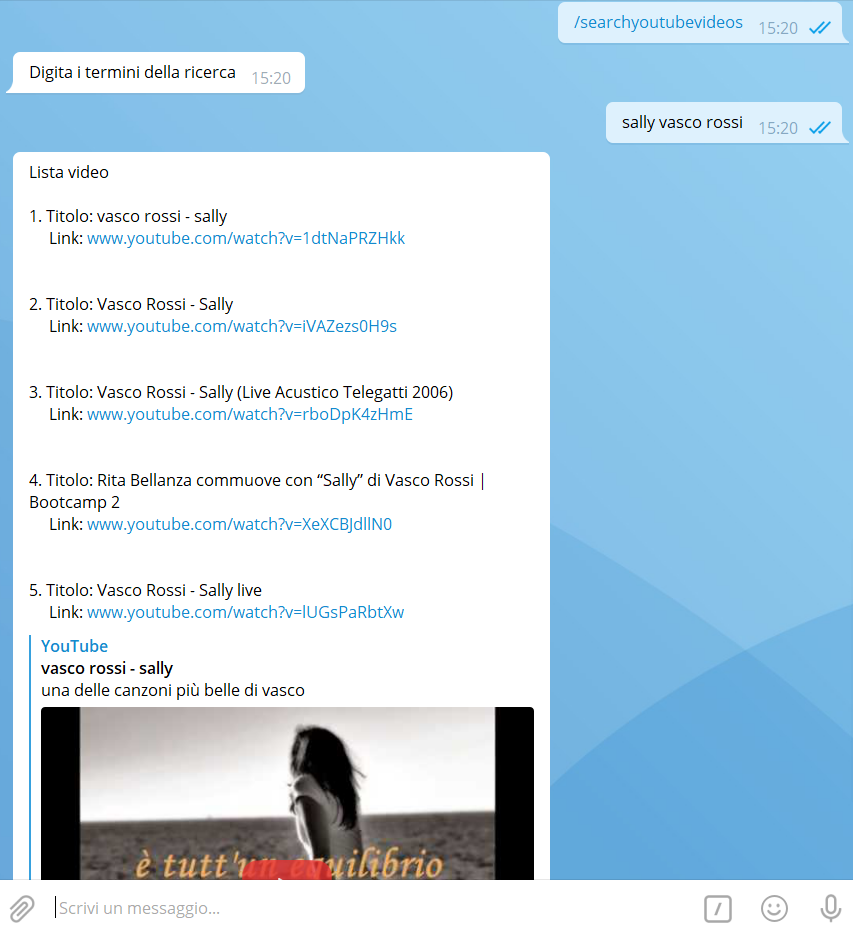 /searchyoutubevideos 15:20
Digita i termini della ricerca 15:20
sally vasco rossi 15:20
Lista video
1. Titolo: vasco rossi - sally
Link: www.youtube.com/watch?v=1dtNaPRZHkk
2. Titolo: Vasco Rossi - Sally
Link: www.youtube.com/watch?v=iVAZezs0H9s
3. Titolo: Vasco Rossi - Sally (Live Acustico Telegatti 2006)
Link: www.youtube.com/watch?v=rboDpK4zHmE
4. Titolo: Rita Bellanza commuove con “Sally” di Vasco Rossi |
Bootcamp 2
Link: www.youtube.com/watch?v=XeXCBJdllN0
5. Titolo: Vasco Rossi - Sally live
Link: www.youtube.com/watch?v=lUGsPaRbtXw
YouTube
vasco rossi - sally
una delle canzoni più belle di vasco
è tutt'un equilibrio
Scrivi un messaggio...